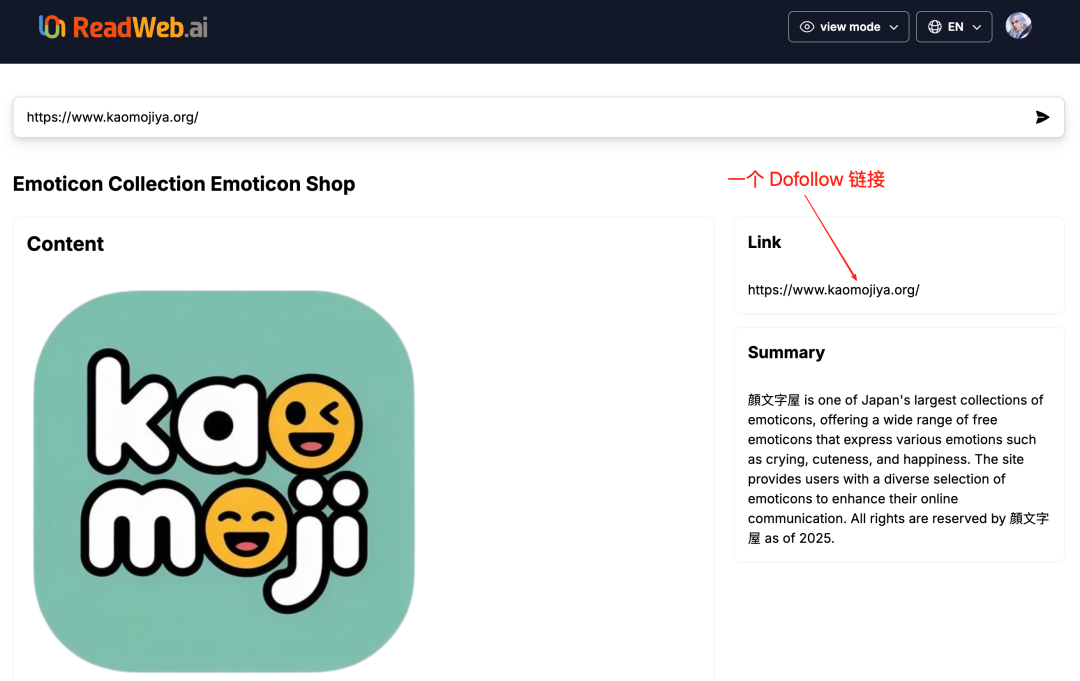 ReadWeb.ai
view mode
EN
https://www.kaomojiya.org/
Emoticon Collection Emoticon Shop
一个 Dofollow 链接
Content
kao
moji
Link
https://www.kaomojiya.org/
Summary
顔文字屋 is one of Japan's largest collections of
emoticons, offering a wide range of free
emoticons that express various emotions such
as crying, cuteness, and happiness. The site
provides users with a diverse selection of
emoticons to enhance their online
communication. All rights are reserved by 顔文字
屋 as of 2025.